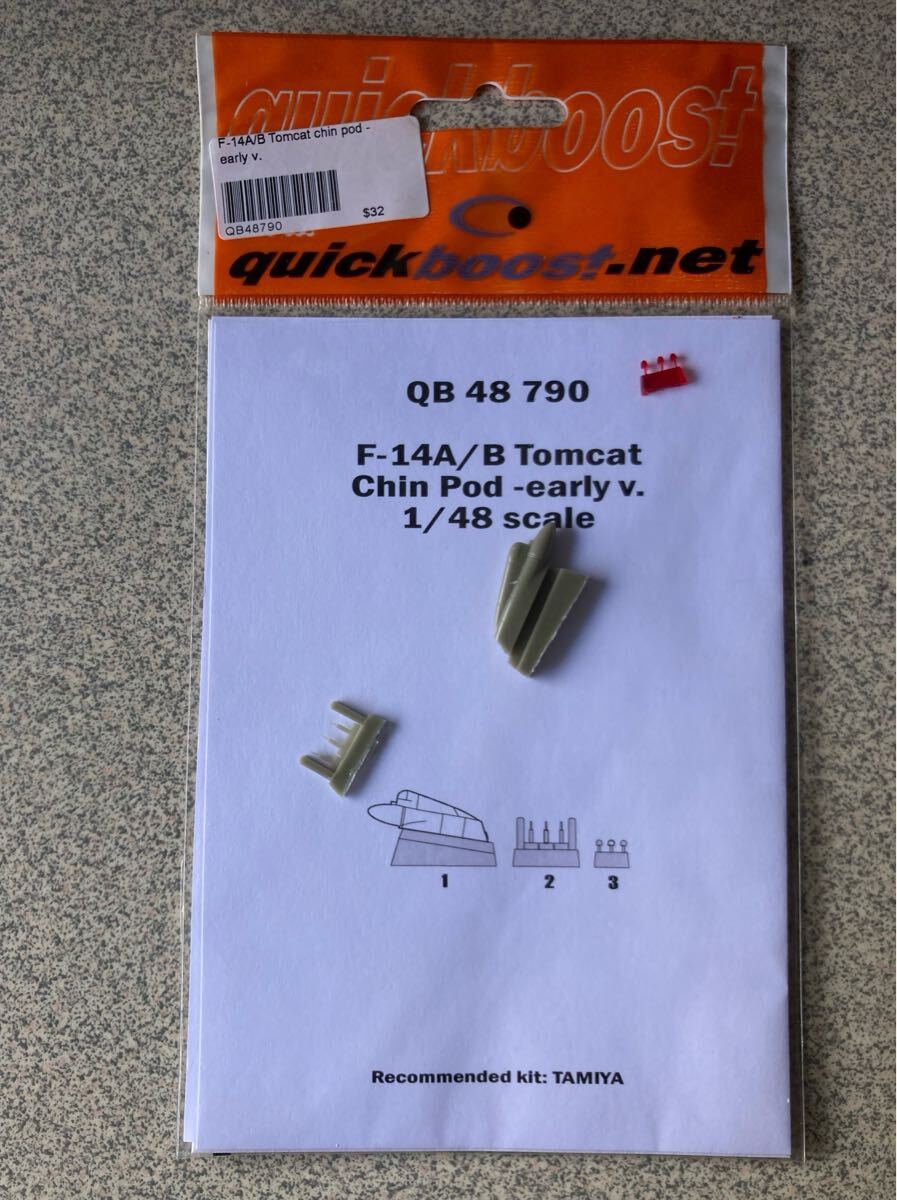 quickboost
F-14A/B Tomcat chin pod -
early v.
$32
QB48790
quickboost.net
QB 48 790
F-14A/B Tomcat
Chin Pod -early v.
1/48 scale
1 2 3
Recommended kit: TAMIYA